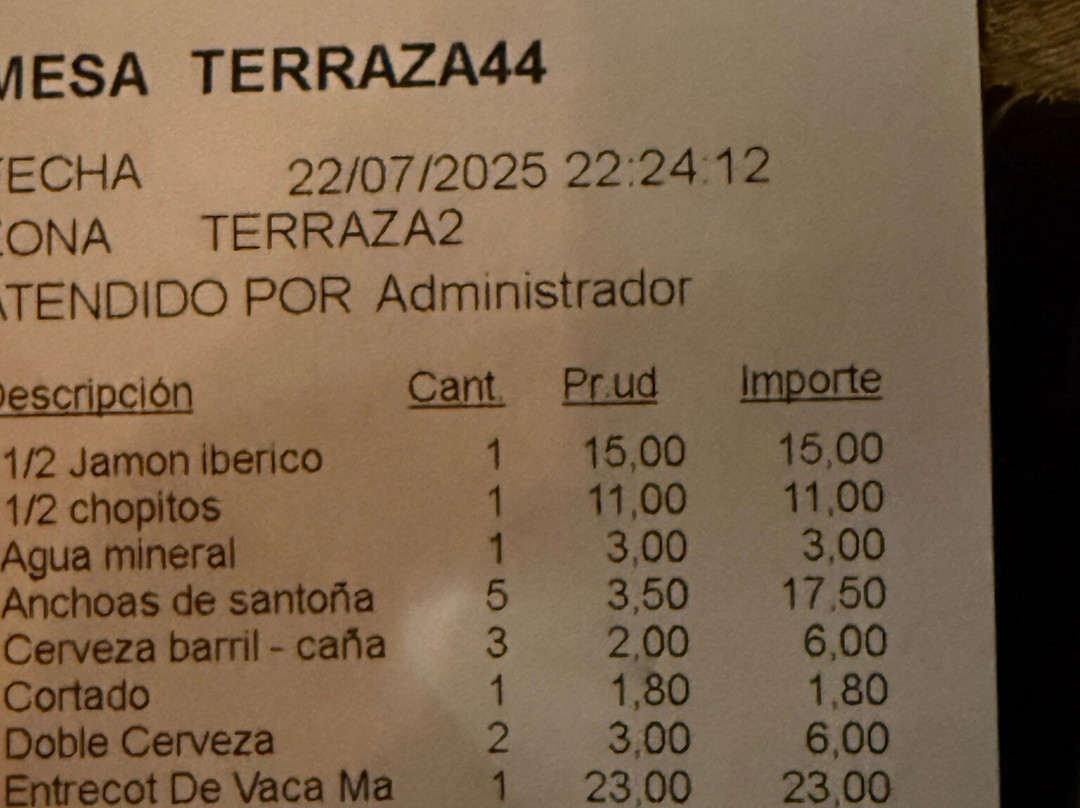 MESA TERRAZA44
FECHA 22/07/2025 22:24:12
ZONA TERRAZA2
ATENDIDO POR Administrador
Descripción Cant. Pr.ud Importe
1/2 Jamon iberico 1 15,00 15,00
1/2 chopitos 1 11,00 11,00
Agua mineral 1 3,00 3,00
Anchoas de santoña 5 3,50 17,50
Cerveza barril - caña 3 2,00 6,00
Cortado 1 1,80 1,80
Doble Cerveza 2 3,00 6,00
Entrecot De Vaca Ma 1 23,00 23,00